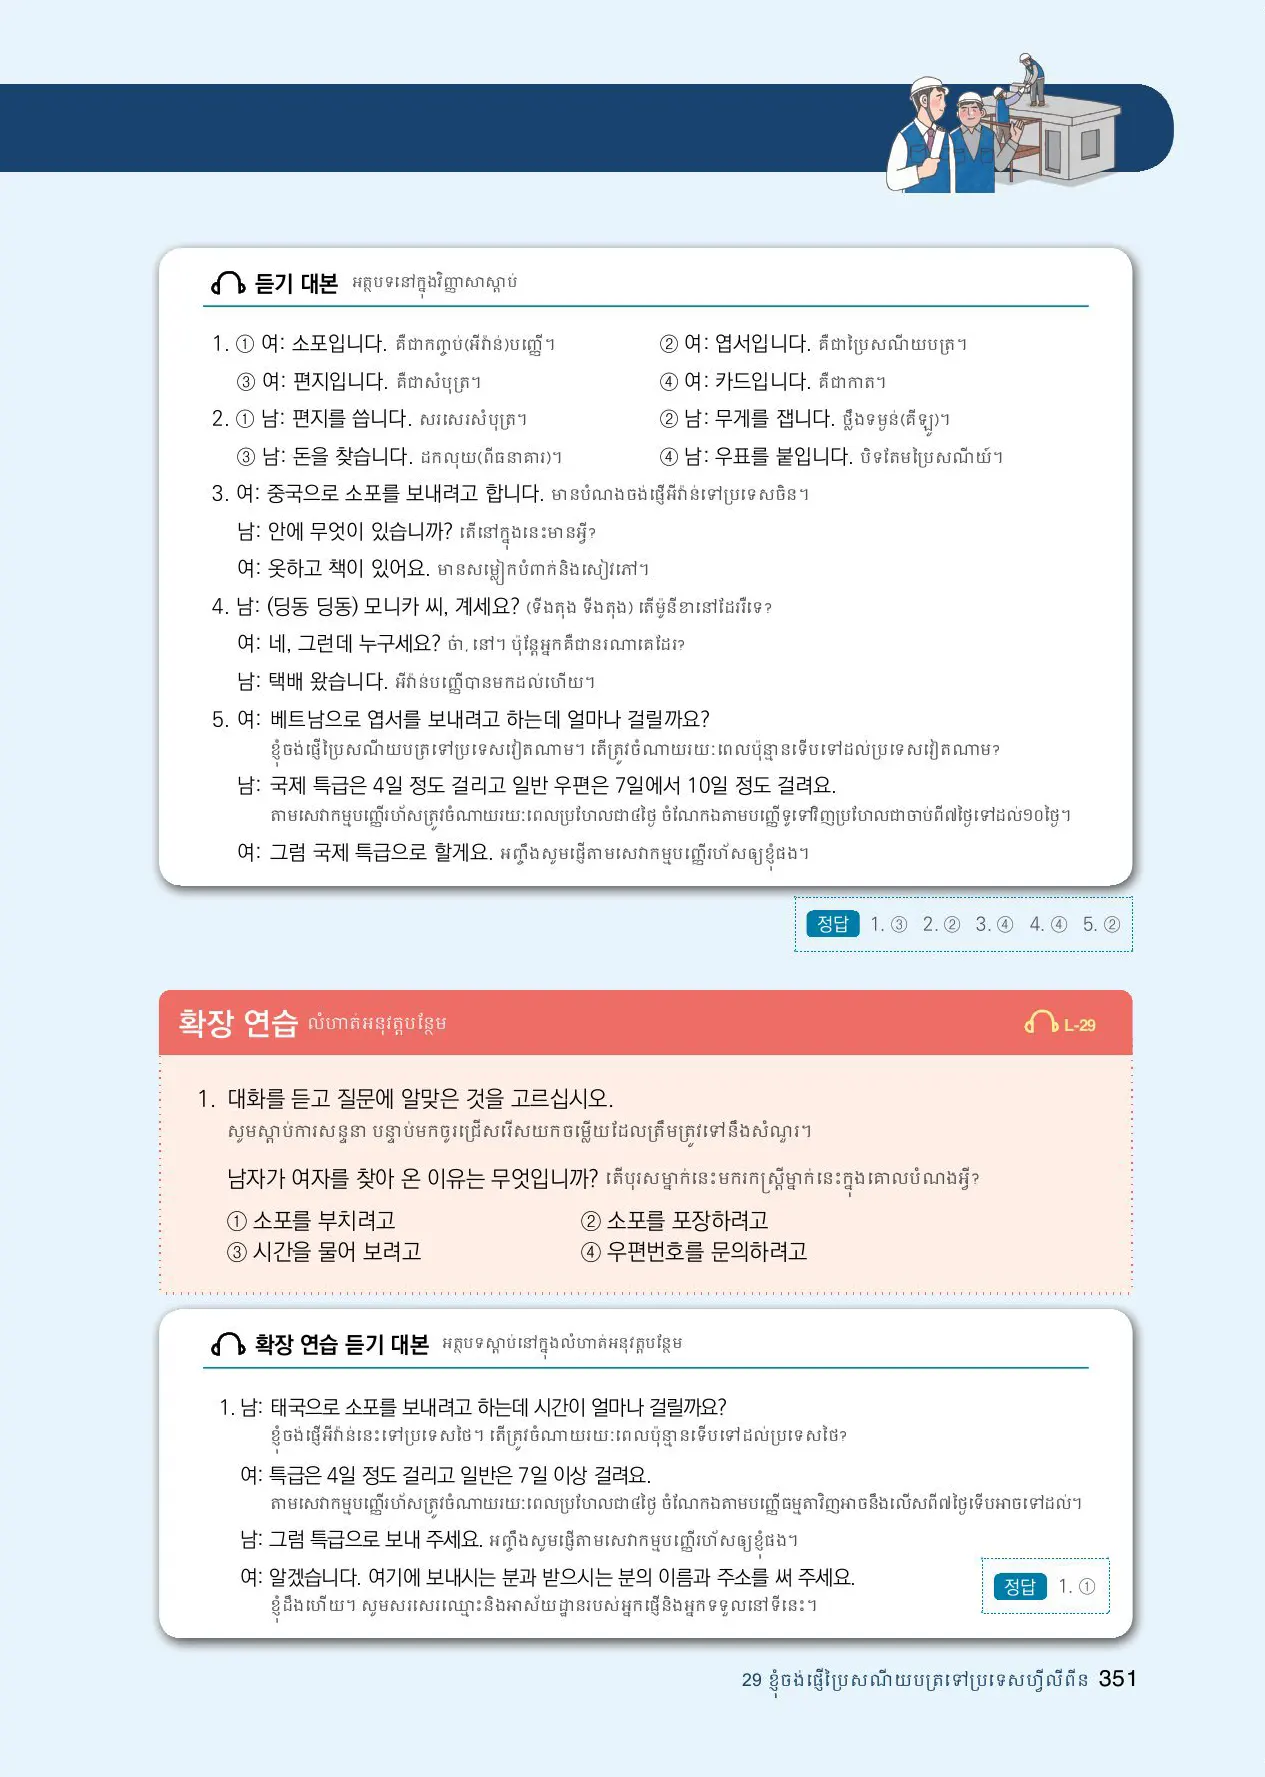 듣기 대본 អត្ថបទនៅក្នុងវិញ្ញាសាស្តាប់
1. ① 여: 소포입니다. គឺជាកញ្ចប់(អីវ៉ាន់)បញ្ញើ។ ② 여: 엽서입니다. គឺជាប្រៃសណីយបត្រ។
③ 여: 편지입니다. គឺជាសំបុត្រ។ ④ 여: 카드입니다. គឺជាកាត។
2. ① 남: 편지를 씁니다. សរសេរសំបុត្រ។ ② 남: 무게를 잽니다. ថ្លឹងទម្ងន់(គីឡូ)។
③ 남: 돈을 찾습니다. ដកលុយ(ពីធនាគារ)។ ④ 남: 우표를 붙입니다. បិទតែមប្រៃសណីយ៍។
3. 여: 중국으로 소포를 보내려고 합니다. មានបំណងចង់ផ្ញើអីវ៉ាន់ទៅប្រទេសចិន។
남: 안에 무엇이 있습니까? តើនៅក្នុងនេះមានអ្វី?
여: 옷하고 책이 있어요. មានសម្លៀកបំពាក់និងសៀវភៅ។
4. 남: (딩동 딩동) 모니카 씨, 계세요? (ទីងតុង ទីងតុង) តើម៉ូនីខានៅដែររឺទេ?
여: 네, 그런데 누구세요? ចា៎, នៅ។ ប៉ុន្តែអ្នកគឺជានរណាគេដែរ?
남: 택배 왔습니다. អីវ៉ាន់បញ្ញើបានមកដល់ហើយ។
5. 여: 베트남으로 엽서를 보내려고 하는데 얼마나 걸릴까요?
ខ្ញុំចង់ផ្ញើប្រៃសណីយបត្រទៅប្រទេសវៀតណាម។ តើត្រូវចំណាយរយៈពេលប៉ុន្មានទើបទៅដល់ប្រទេសវៀតណាម?
남: 국제 특급은 4일 정도 걸리고 일반 우편은 7일에서 10일 정도 걸려요.
តាមសេវាកម្មបញ្ញើរហ័សត្រូវចំណាយរយៈពេលប្រហែលជា៤ថ្ងៃ ចំណែកឯតាមបញ្ញើទូទៅវិញប្រហែលជាចាប់ពី៧ថ្ងៃទៅដល់១០ថ្ងៃ។
여: 그럼 국제 특급으로 할게요. អញ្ចឹងសូមផ្ញើតាមសេវាកម្មបញ្ញើរហ័សឲ្យខ្ញុំផង។
정답 1. ③ 2. ② 3. ④ 4. ④ 5. ②
확장 연습 លំហាត់អនុវត្តបន្ថែម L-29
1. 대화를 듣고 질문에 알맞은 것을 고르십시오.
សូមស្តាប់ការសន្ទនា បន្ទាប់មកចូរជ្រើសរើសយកចម្លើយដែលត្រឹមត្រូវទៅនឹងសំណួរ។
남자가 여자를 찾아 온 이유는 무엇입니까? តើបុរសម្នាក់នេះមករកស្ត្រីម្នាក់នេះក្នុងគោលបំណងអ្វី?
① 소포를 부치려고 ② 소포를 포장하려고
③ 시간을 물어 보려고 ④ 우편번호를 문의하려고
확장 연습 듣기 대본 អត្ថបទស្តាប់នៅក្នុងលំហាត់អនុវត្តបន្ថែម
1. 남: 태국으로 소포를 보내려고 하는데 시간이 얼마나 걸릴까요?
ខ្ញុំចង់ផ្ញើអីវ៉ាន់នេះទៅប្រទេសថៃ។ តើត្រូវចំណាយរយៈពេលប៉ុន្មានទើបទៅដល់ប្រទេសថៃ?
여: 특급은 4일 정도 걸리고 일반은 7일 이상 걸려요.
តាមសេវាកម្មបញ្ញើរហ័សត្រូវចំណាយរយៈពេលប្រហែលជា៤ថ្ងៃ ចំណែកឯតាមបញ្ញើធម្មតាវិញអាចនឹងលើសពី៧ថ្ងៃទើបអាចទៅដល់។
남: 그럼 특급으로 보내 주세요. អញ្ចឹងសូមផ្ញើតាមសេវាកម្មបញ្ញើរហ័សឲ្យខ្ញុំផង។
여: 알겠습니다. 여기에 보내시는 분과 받으시는 분의 이름과 주소를 써 주세요.
ខ្ញុំដឹងហើយ។ សូមសរសេរឈ្មោះនិងអាស័យដ្ឋានរបស់អ្នកផ្ញើនិងអ្នកទទួលនៅទីនេះ។
정답 1. ①
29 ខ្ញុំចង់ផ្ញើប្រៃសណីយបត្រទៅប្រទេសហ្វីលីពីន 351